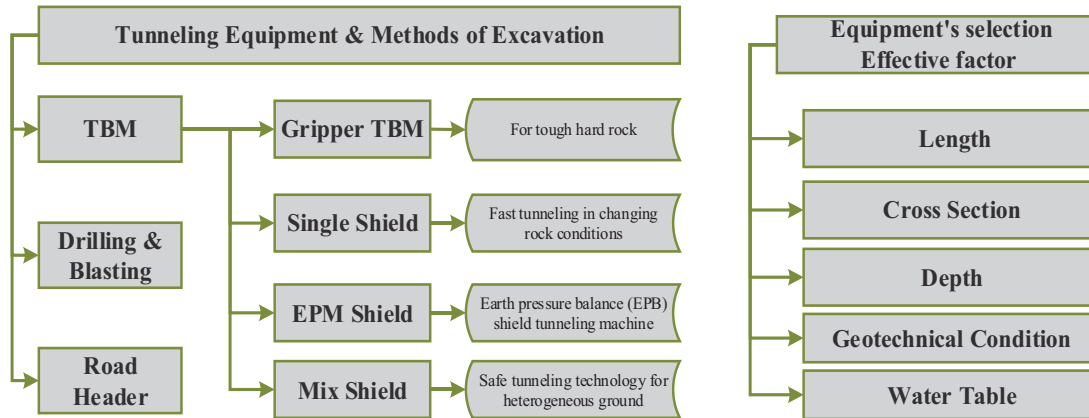 Tunneling Equipment & Methods of Excavation
TBM
Gripper TBM
For tough hard rock
Single Shield
Fast tunneling in changing
rock conditions
Drilling &
Blasting
EPM Shield
Earth pressure balance (EPB)
shield tunneling machine
Road
Header
Mix Shield
Safe tunneling technology for
heterogeneous ground
Equipment's selection
Effective factor
Length
Cross Section
Depth
Geotechnical Condition
Water Table